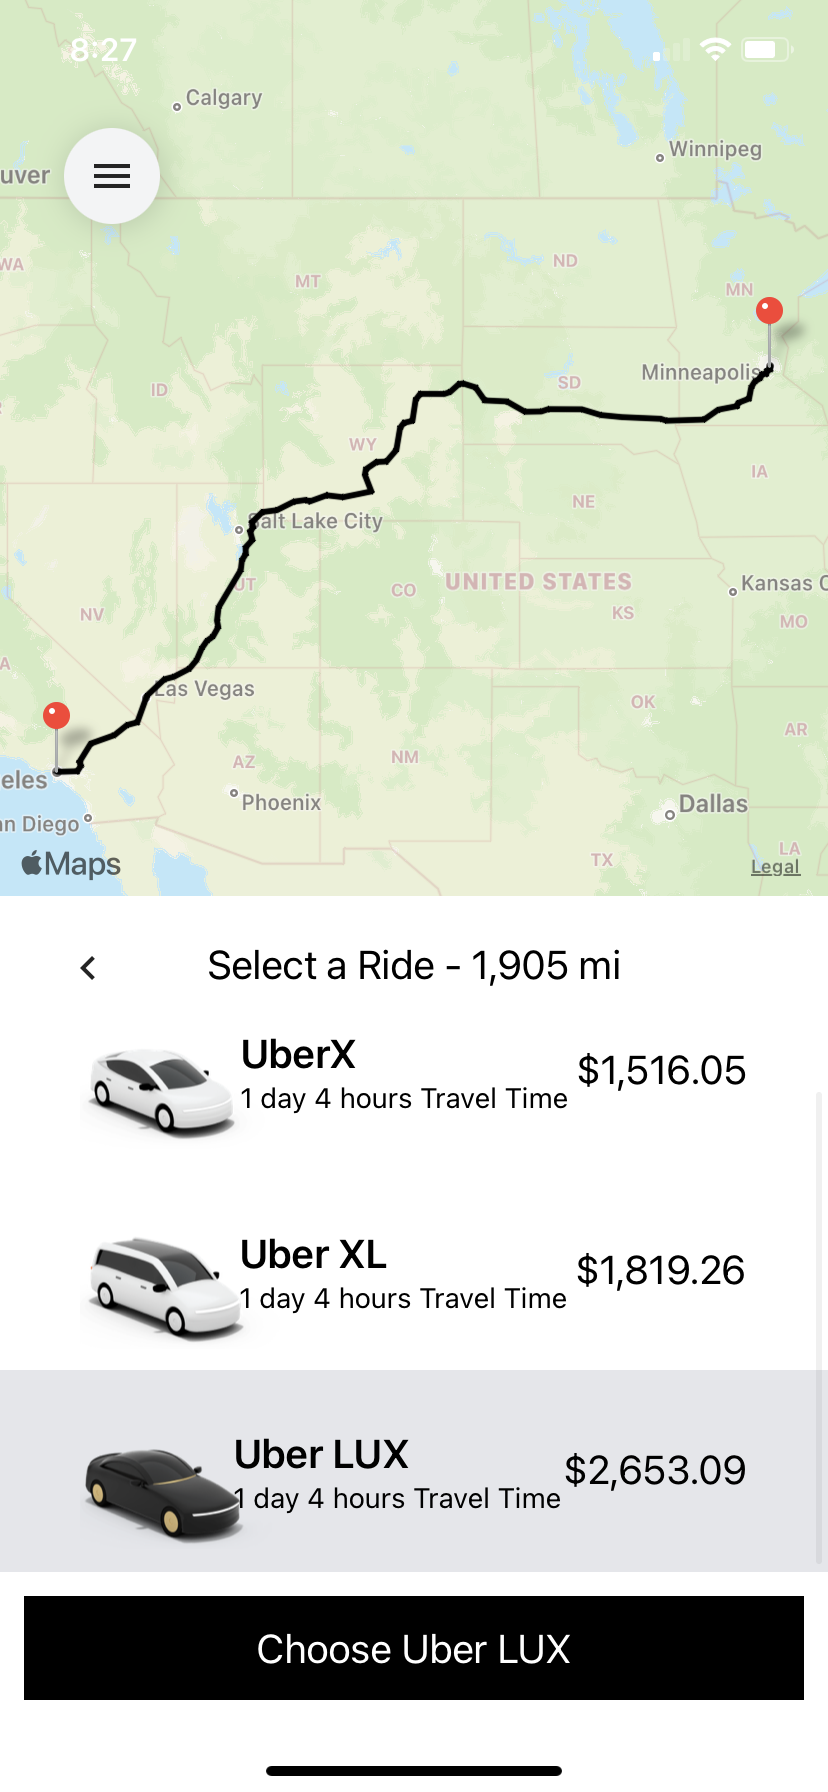 8:27
Calgary
Winnipeg
uver
WA
MT
ND
MN
Minneapolis
ID
SD
WY
IA
NE
Salt Lake City
UT
CO
UNITED STATES
Kansas C
NV
KS
MO
A
Las Vegas
OK
AR
AZ
NM
eles
Phoenix
Dallas
an Diego
TX
LA
Maps
Legal
Select a Ride - 1,905 mi
UberX
$1,516.05
1 day 4 hours Travel Time
Uber XL
$1,819.26
1 day 4 hours Travel Time
Uber LUX
$2,653.09
1 day 4 hours Travel Time
Choose Uber LUX